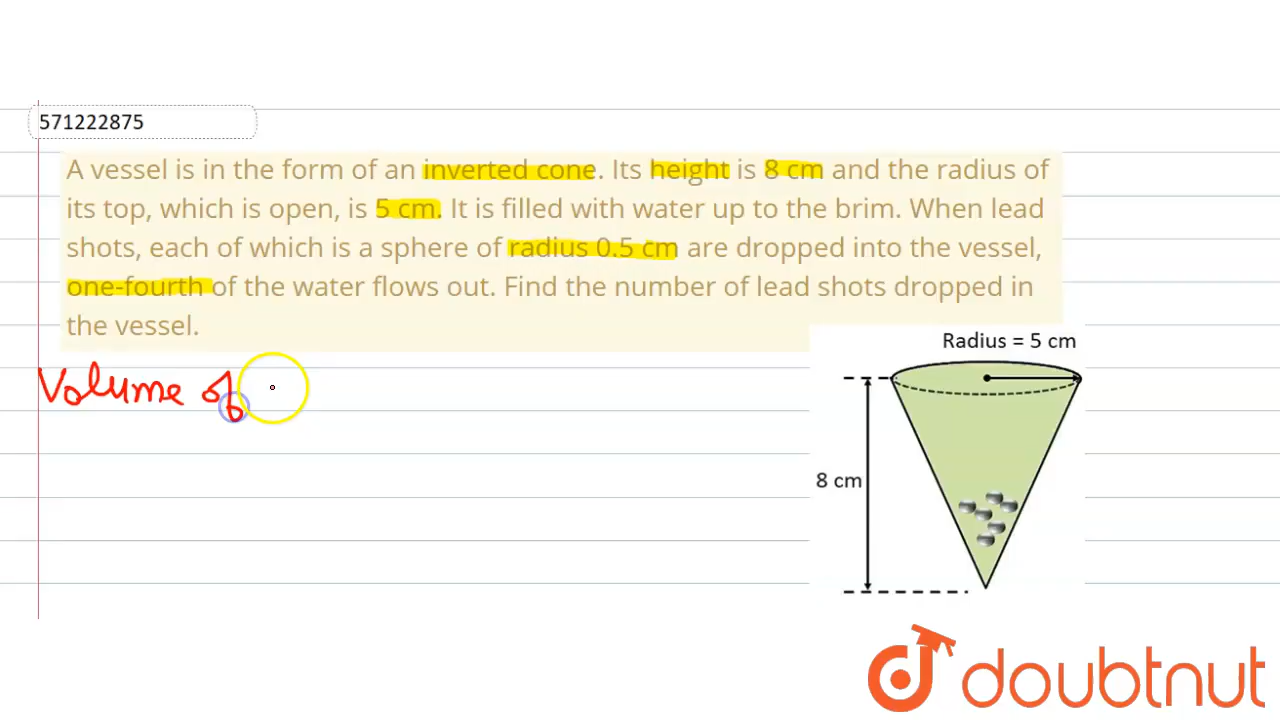 571222875
A vessel is in the form of an inverted cone. Its height is 8 cm and the radius of
its top, which is open, is 5 cm. It is filled with water up to the brim. When lead
shots, each of which is a sphere of radius 0.5 cm are dropped into the vessel,
one-fourth of the water flows out. Find the number of lead shots dropped in
the vessel.
Volume of
Radius = 5 cm
8 cm
doubtnut